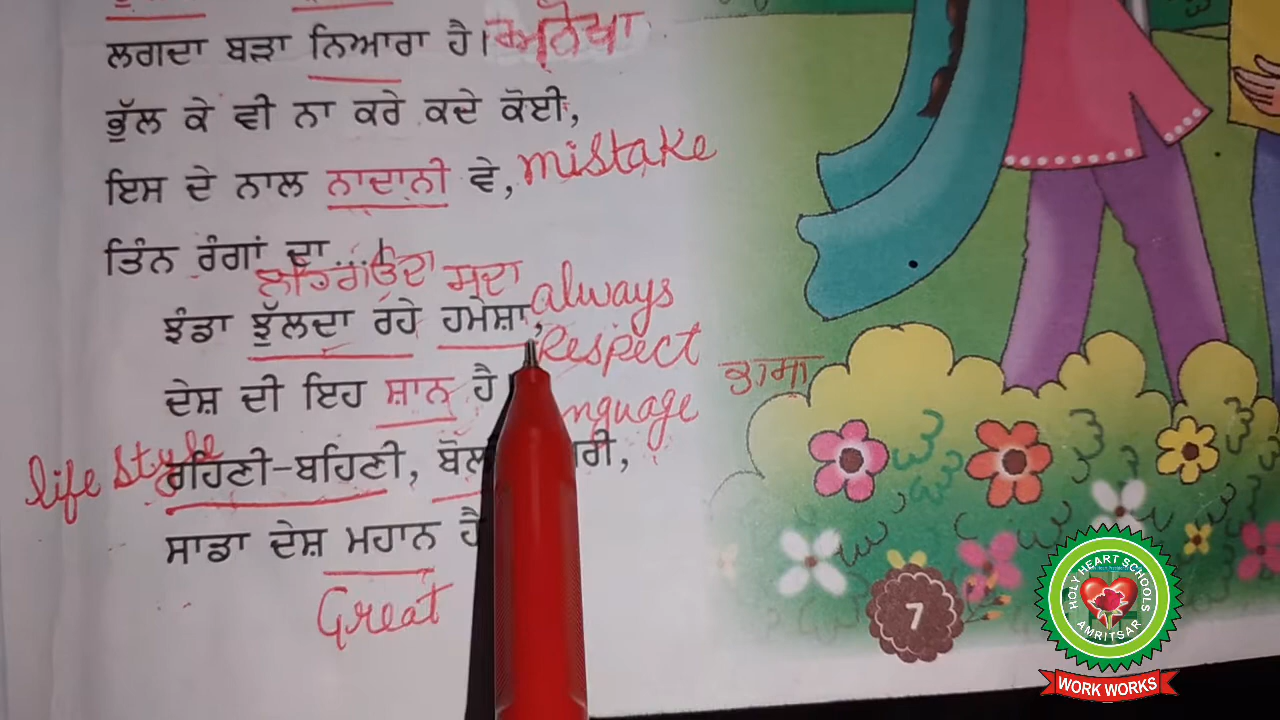 ਲਗਦਾ ਬੜਾ ਨਿਆਰਾ ਹੈ। ਅਨੋਖਾ
ਭੁੱਲ ਕੇ ਵੀ ਨਾ ਕਰੇ ਕਦੇ ਕੋਈ,
ਇਸ ਦੇ ਨਾਲ ਨਾਦਾਨੀ ਵੇ, mistake
ਤਿੰਨ ਰੰਗਾਂ ਦਾ...
ਲਹਿਰਾਉਂਦਾ ਸਦਾ always
ਝੰਡਾ ਝੁੱਲਦਾ ਰਹੇ ਹਮੇਸ਼ਾ,
Respect
ਦੇਸ਼ ਦੀ ਇਹ ਸ਼ਾਨ ਹੈ
nguage ਭਾਸ਼ਾ
life style
ਰਹਿਣੀ-ਬਹਿਣੀ,
ਸਾਡਾ ਦੇਸ਼ ਮਹਾਨ ਹੈ
Great
7
HOLY HEART SCHOOLS
AMRITSAR
WORK WORKS